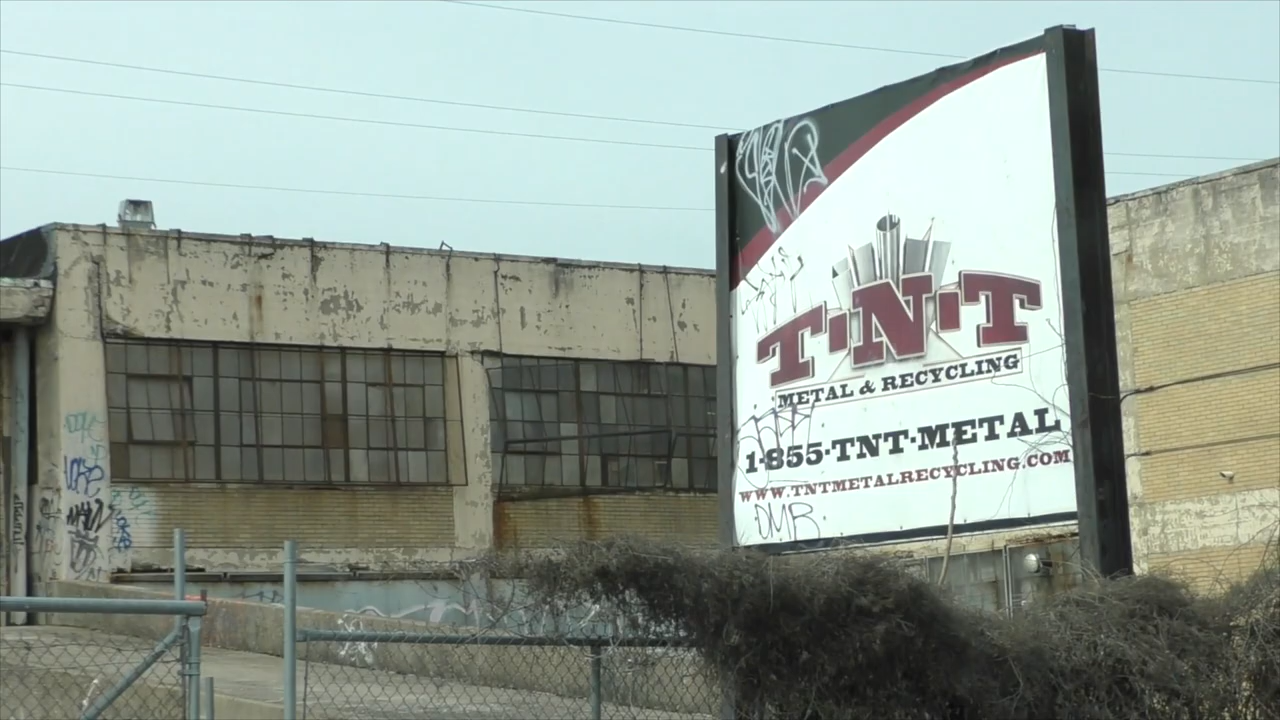 T·N·T
METAL & RECYCLING
1-855-TNT-METAL
WWW.TNTMETALRECYCLING.COM
DMR